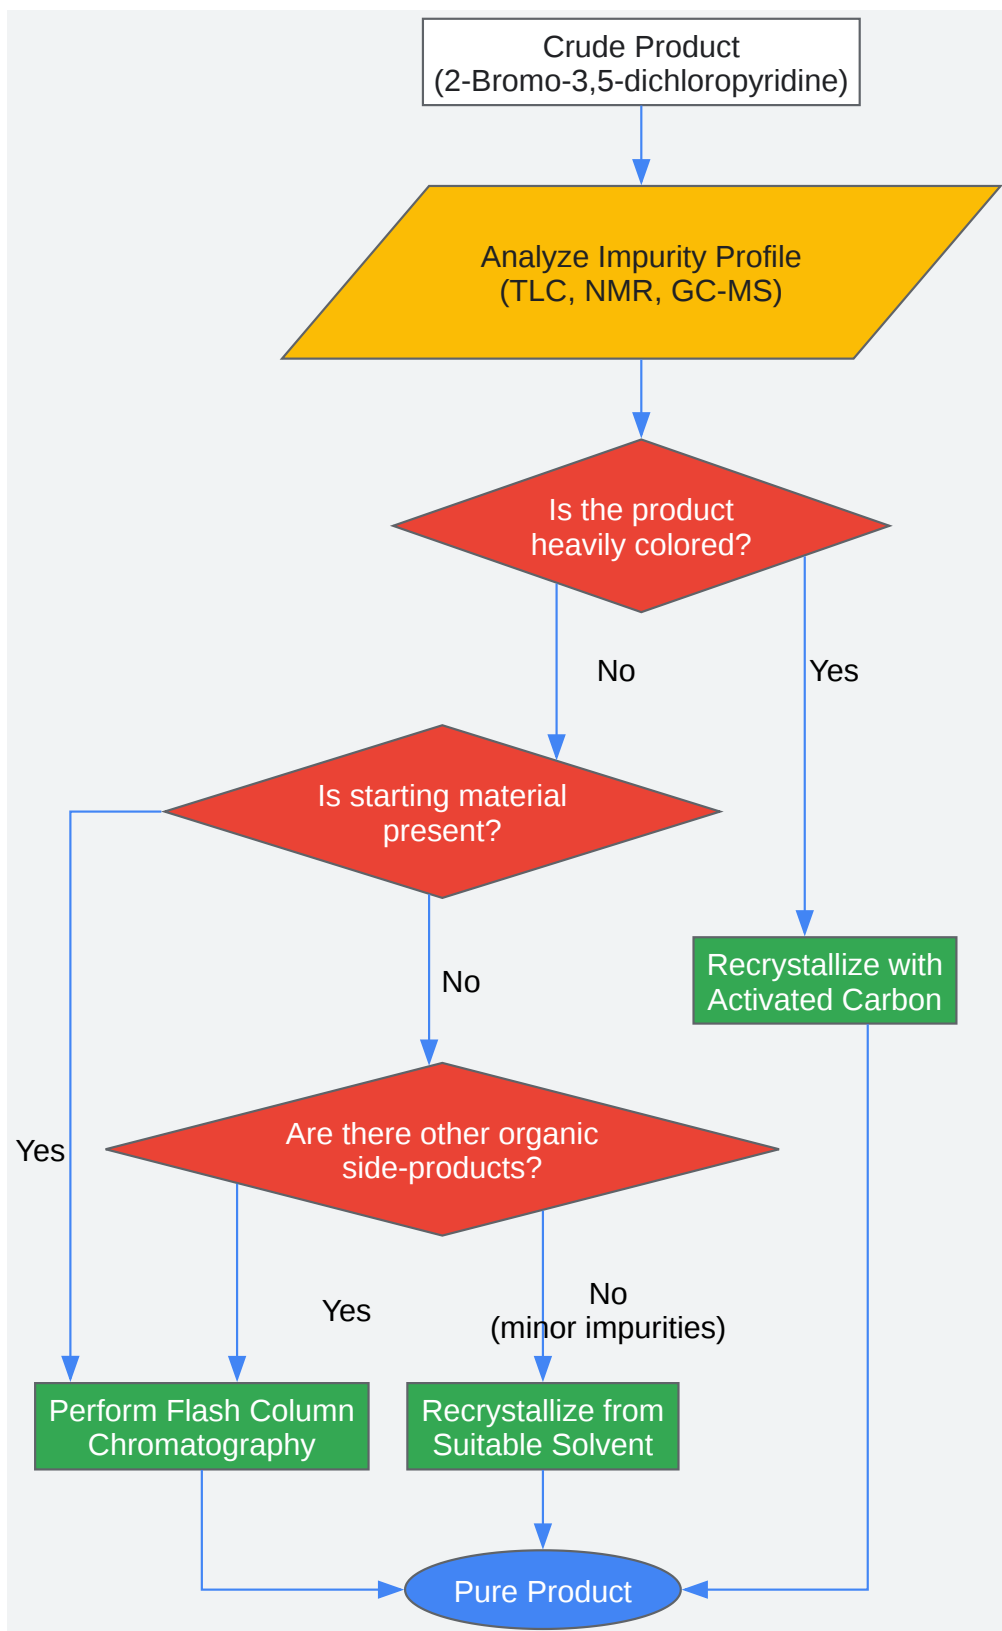 Crude Product
(2-Bromo-3,5-dichloropyridine)
Analyze Impurity Profile
(TLC, NMR, GC-MS)
Is the product
heavily colored?
No
Yes
Is starting material
present?
Recrystallize with
Activated Carbon
No
Are there other organic
side-products?
Yes
Yes
No
(minor impurities)
Perform Flash Column
Chromatography
Recrystallize from
Suitable Solvent
Pure Product